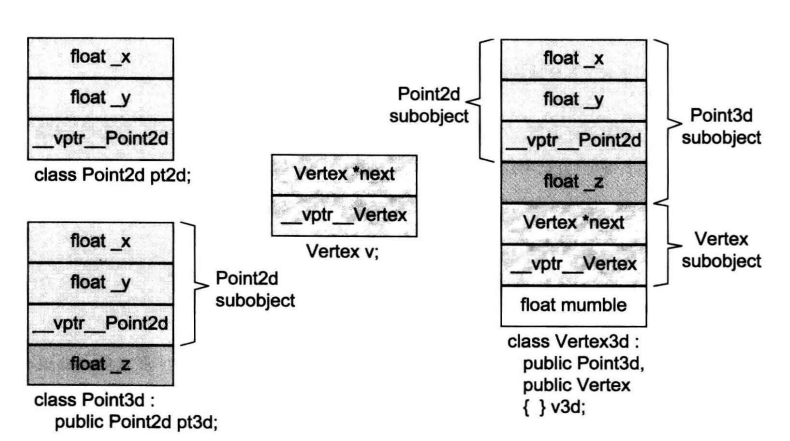 float _x
float _y
__vptr__Point2d
class Point2d pt2d;
float _x
float _y
__vptr__Point2d
float _z
Point2d
subobject
class Point3d :
public Point2d pt3d;
Vertex *next
__vptr__Vertex
Vertex v;
Point2d
subobject
float _x
float _y
__vptr__Point2d
float _z
Vertex *next
__vptr__Vertex
float mumble
Point3d
subobject
Vertex
subobject
class Vertex3d :
public Point3d,
public Vertex
{ } v3d;